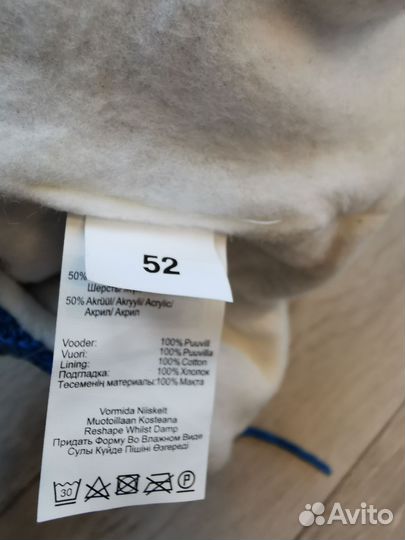 52
50%
Шерсть/
50% Akrüül/ Akryyli/ Acrylic/
Акрил/ Акрил
Vooder: 100% Puuvill
Vuori: 100% Puuvilla
Lining: 100% Cotton
Подгладка: 100% Хлопок
Төсеменің материалы: 100% Мақта
Vormida Niiskelt
Muotoillaan Kosteana
Reshape Whilst Damp
Придать Форму Во Влажном Виде
Сулы Күйде Пішіні Өзгереді
30 P
Avito